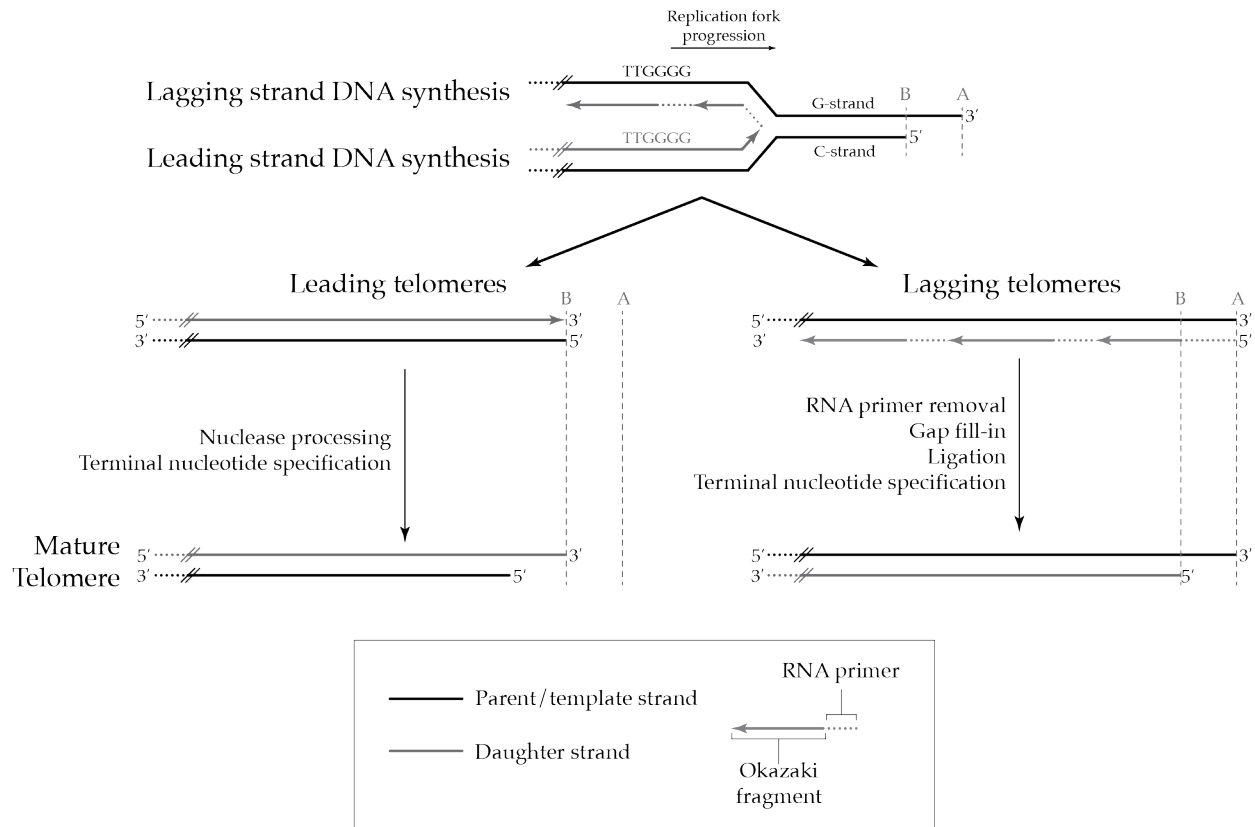 Replication fork
progression
TTGGGG
Lagging strand DNA synthesis
G-strand
B
A
3′
5′
TTGGGG
Leading strand DNA synthesis
C-strand
Leading telomeres
B
A
5′
3′
3′
5′
Nuclease processing
Terminal nucleotide specification
Lagging telomeres
B
A
5′
3′
3′
5′
RNA primer removal
Gap fill-in
Ligation
Terminal nucleotide specification
Mature
Telomere
5′
3′
3′
5′
5′
3′
3′
5′
RNA primer
Parent/template strand
Daughter strand
Okazaki
fragment